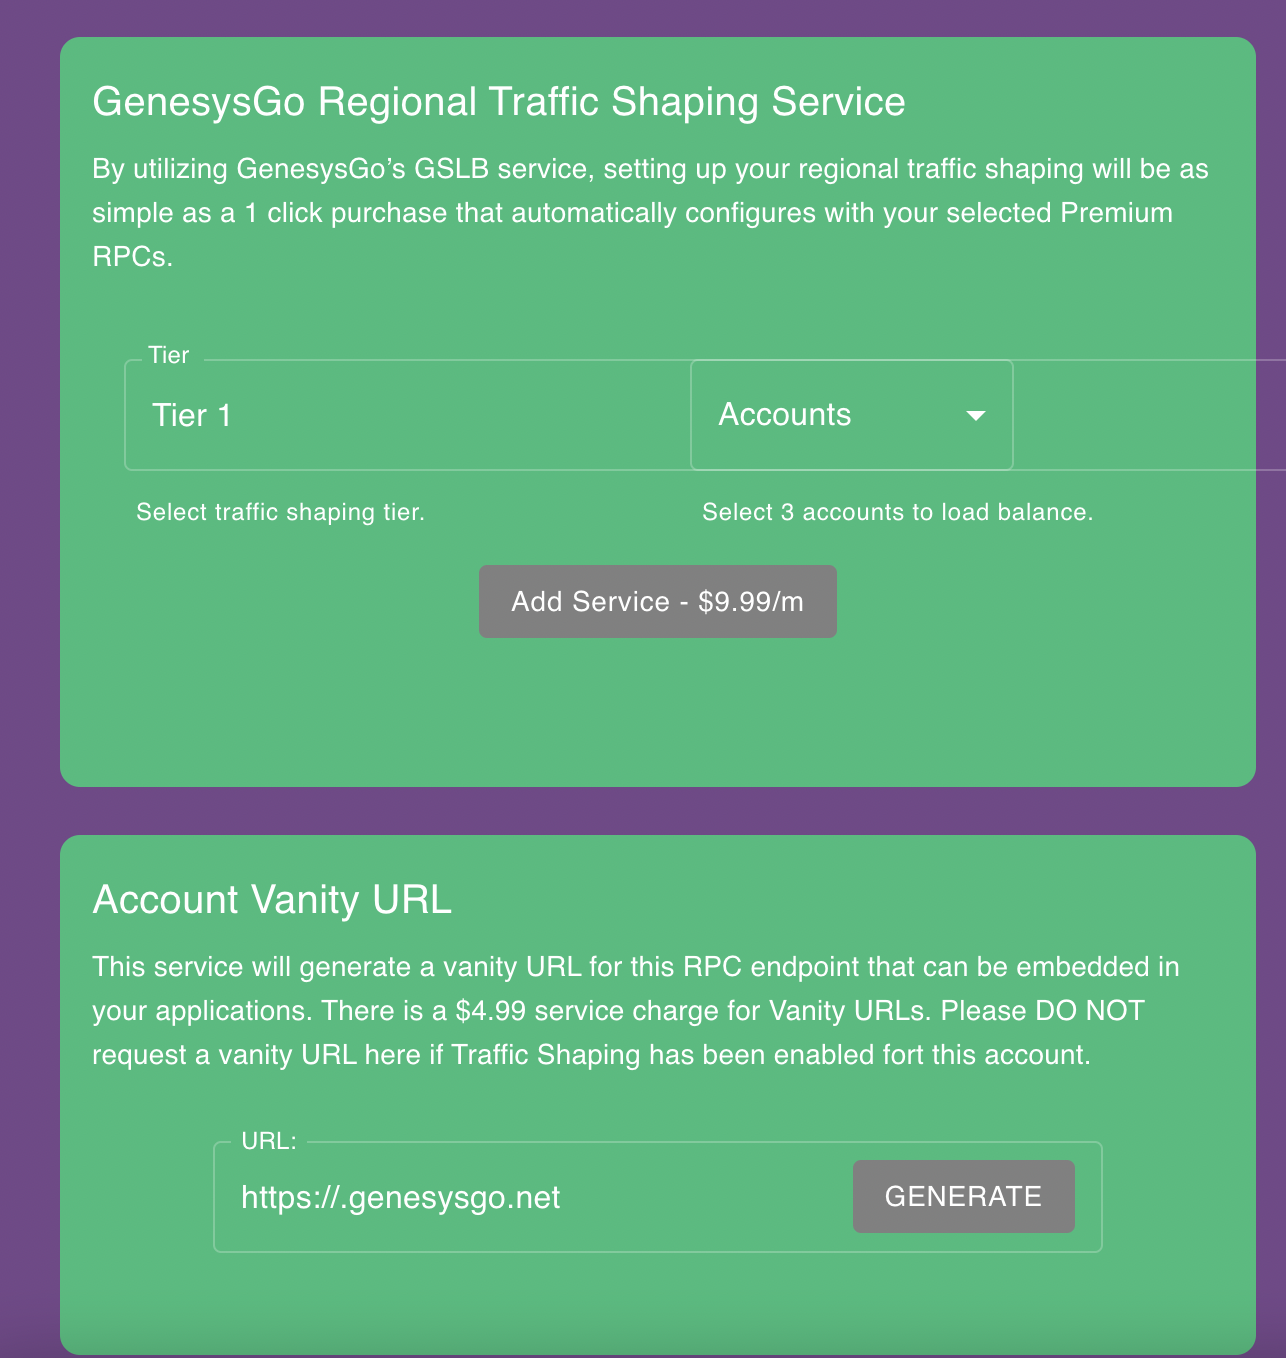 GenesysGo Regional Traffic Shaping Service
By utilizing GenesysGo’s GSLB service, setting up your regional traffic shaping will be as
simple as a 1 click purchase that automatically configures with your selected Premium
RPCs.
Tier
Tier 1
Accounts
Select traffic shaping tier.
Select 3 accounts to load balance.
Add Service - $9.99/m
Account Vanity URL
This service will generate a vanity URL for this RPC endpoint that can be embedded in
your applications. There is a $4.99 service charge for Vanity URLs. Please DO NOT
request a vanity URL here if Traffic Shaping has been enabled fort this account.
URL:
https://.genesysgo.net
GENERATE